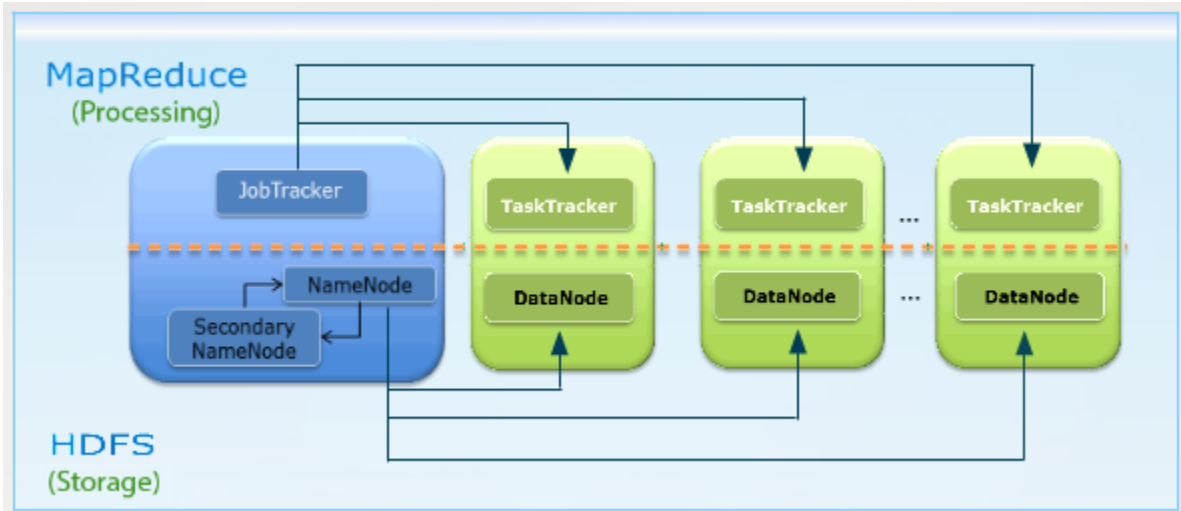 MapReduce
(Processing)
JobTracker
TaskTracker
TaskTracker
...
TaskTracker
NameNode
Secondary
NameNode
DataNode
DataNode
...
DataNode
HDFS
(Storage)